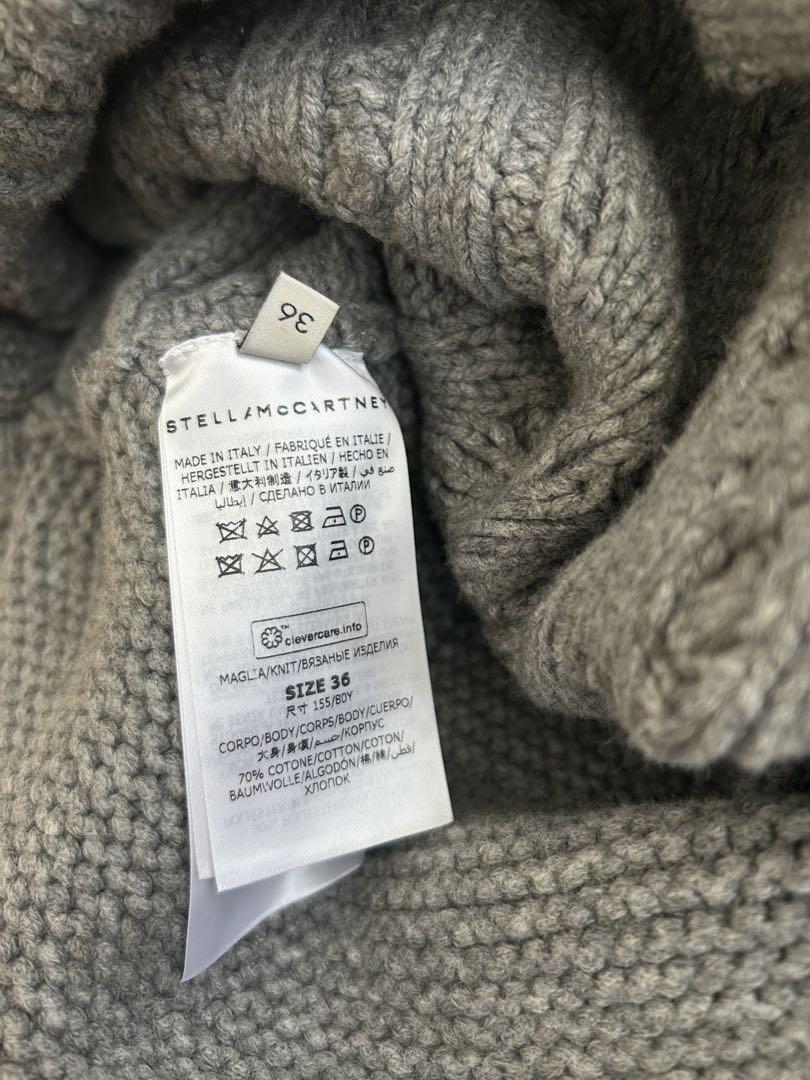 36
STELLA McCARTNEY
MADE IN ITALY / FABRIQUÉ EN ITALIE /
HERGESTELLT IN ITALIEN / HECHO EN
ITALIA / 意大利制造 / イタリア製 / صنع في
إيطاليا / СДЕЛАНО В ИТАЛИИ
P
P
clevercare.info™
MAGLIA/KNIT/ВЯЗАНЫЕ ИЗДЕЛИЯ
SIZE 36
尺寸 155/80Y
CORPO/BODY/CORPS/BODY/CUERPO/
大身/身頃/جسم/КОРПУС
70% COTONE/COTTON/COTON/
BAUMWOLLE/ALGODÓN/棉/綿/قطن/
ХЛОПОК